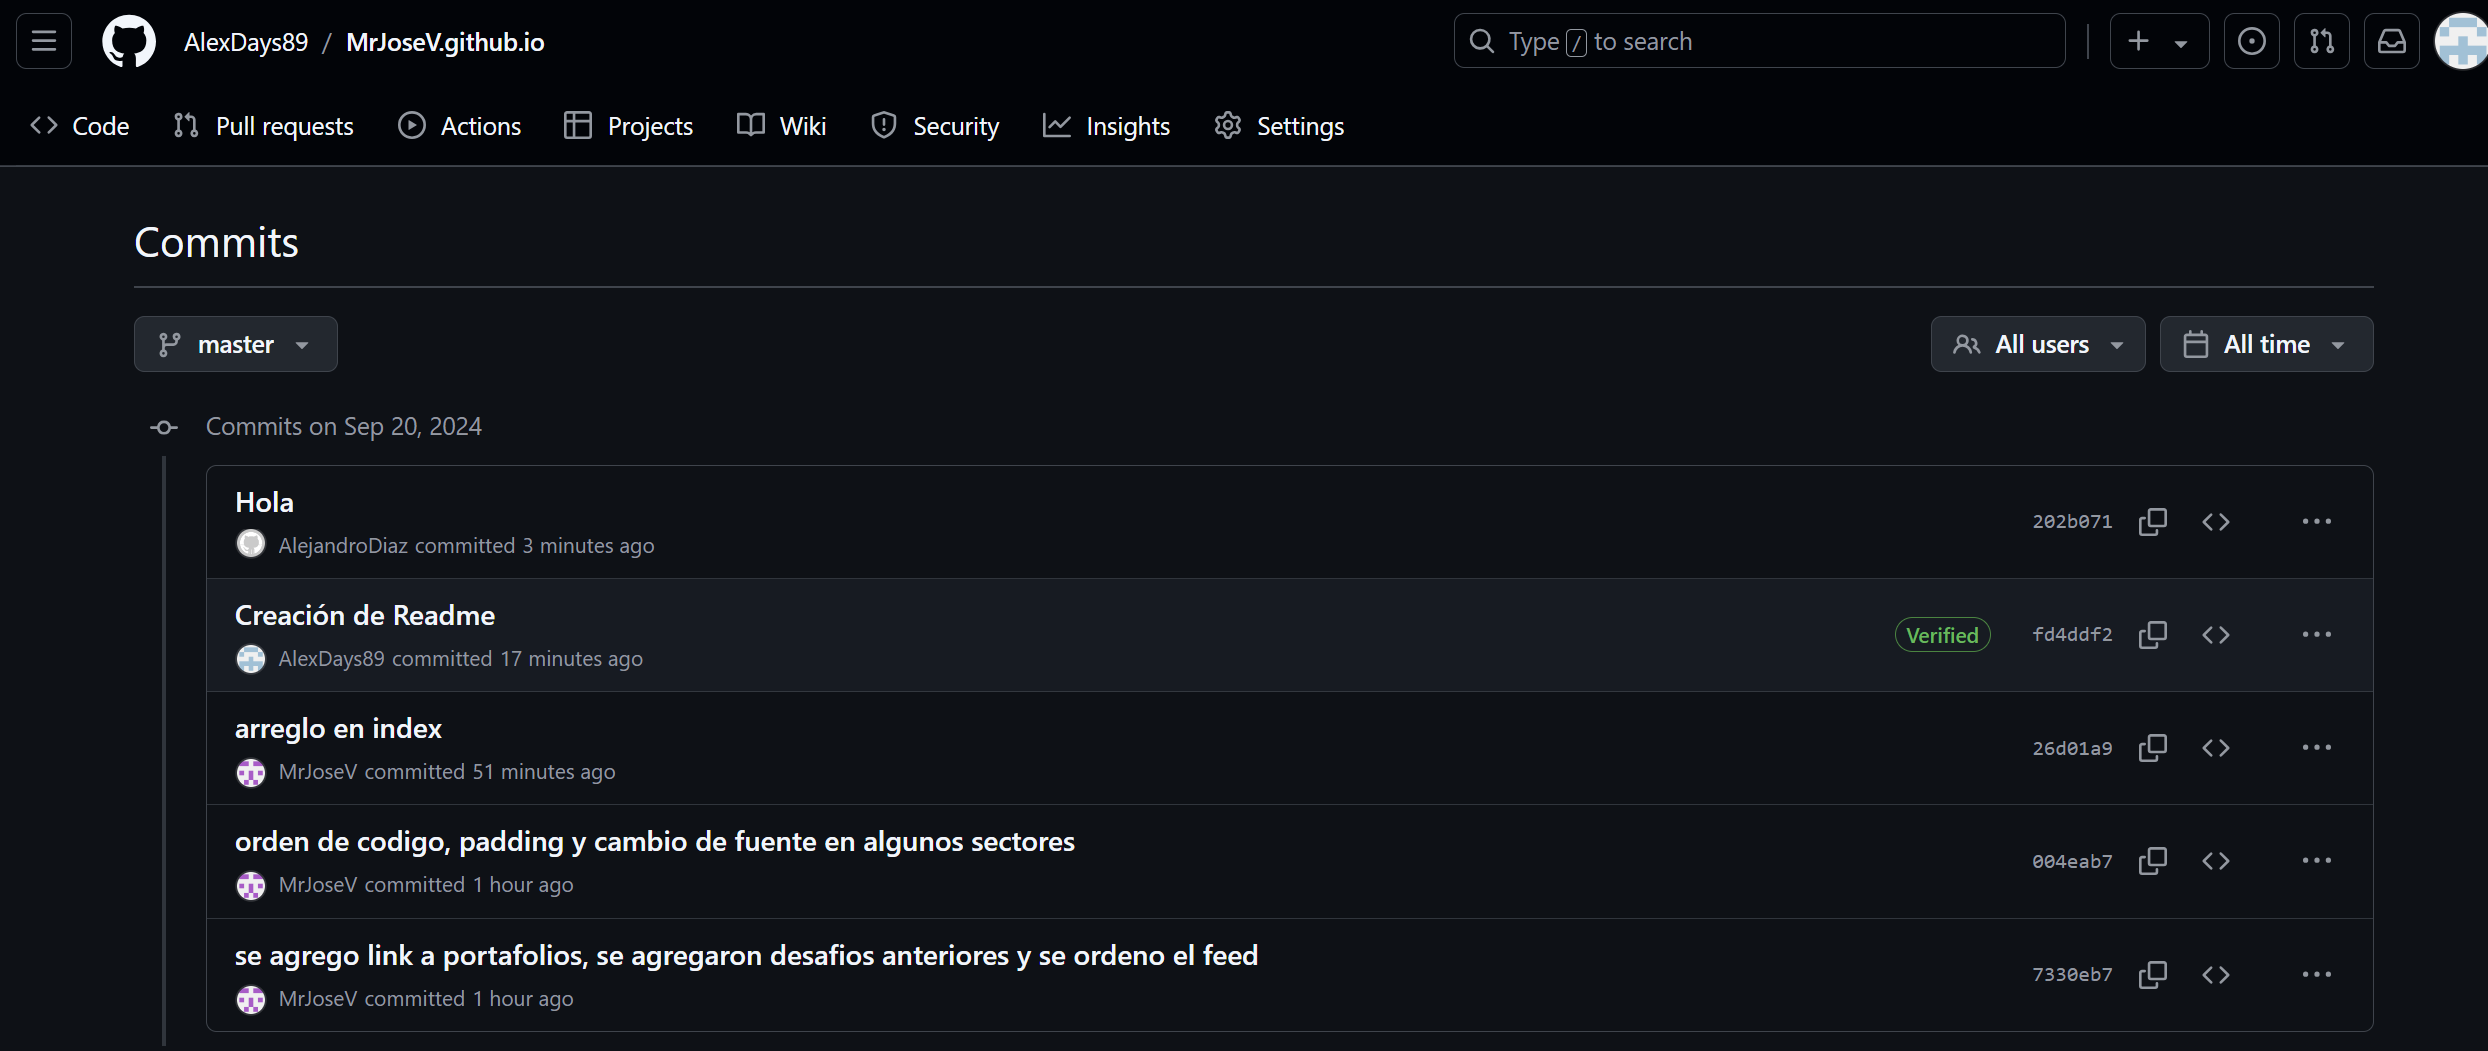 AlexDays89 / MrJoseV.github.io
Type / to search
Code Pull requests Actions Projects Wiki Security Insights Settings
Commits
master All users All time
Commits on Sep 20, 2024
Hola
AlejandroDiaz committed 3 minutes ago
202b071
Creación de Readme
AlexDays89 committed 17 minutes ago
Verified fd4ddf2
arreglo en index
MrJoseV committed 51 minutes ago
26d01a9
orden de codigo, padding y cambio de fuente en algunos sectores
MrJoseV committed 1 hour ago
004eab7
se agrego link a portafolios, se agregaron desafios anteriores y se ordeno el feed
MrJoseV committed 1 hour ago
7330eb7